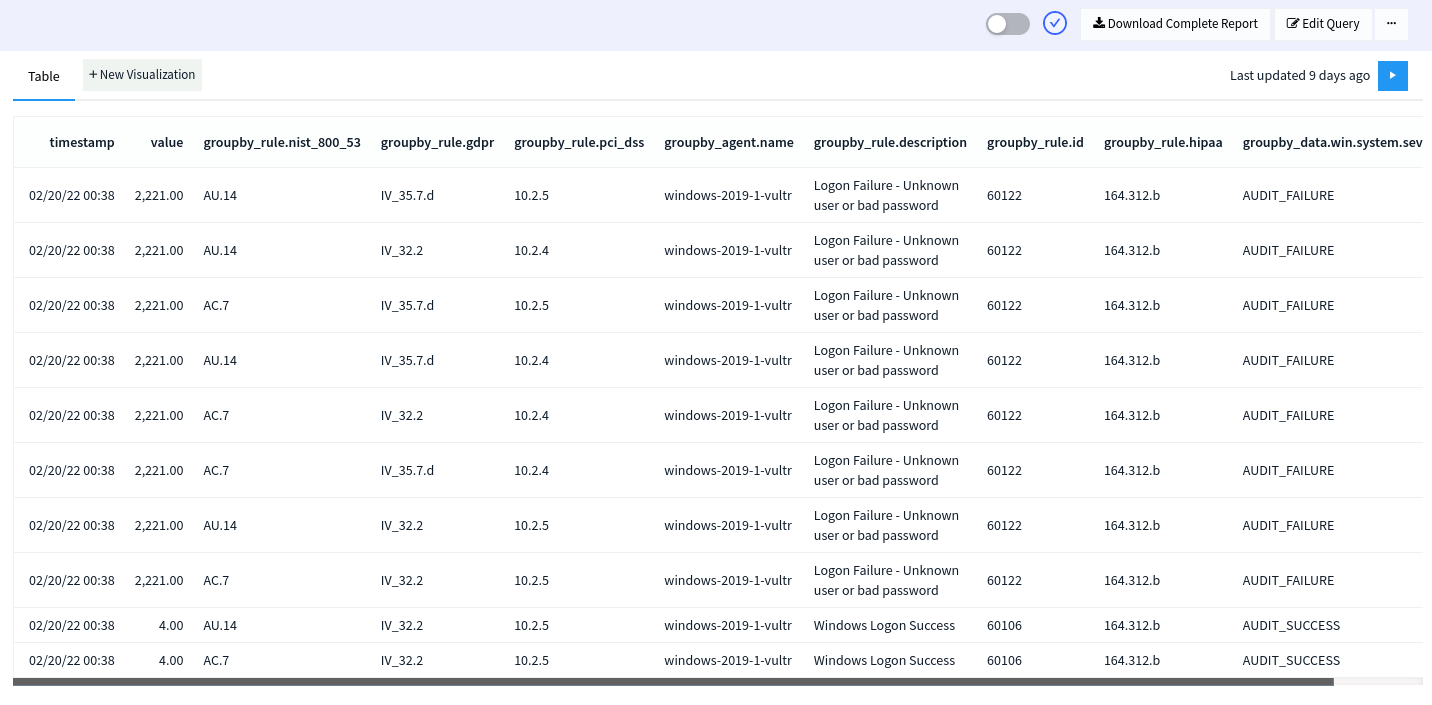 Download Complete Report Edit Query ...
Table + New Visualization Last updated 9 days ago
timestamp value groupby_rule.nist_800_53 groupby_rule.gdpr groupby_rule.pci_dss groupby_agent.name groupby_rule.description groupby_rule.id groupby_rule.hipaa groupby_data.win.system.sev
02/20/22 00:38 2,221.00 AU.14 IV_35.7.d 10.2.5 windows-2019-1-vultr Logon Failure - Unknown user or bad password 60122 164.312.b AUDIT_FAILURE
02/20/22 00:38 2,221.00 AU.14 IV_32.2 10.2.4 windows-2019-1-vultr Logon Failure - Unknown user or bad password 60122 164.312.b AUDIT_FAILURE
02/20/22 00:38 2,221.00 AC.7 IV_35.7.d 10.2.5 windows-2019-1-vultr Logon Failure - Unknown user or bad password 60122 164.312.b AUDIT_FAILURE
02/20/22 00:38 2,221.00 AU.14 IV_35.7.d 10.2.4 windows-2019-1-vultr Logon Failure - Unknown user or bad password 60122 164.312.b AUDIT_FAILURE
02/20/22 00:38 2,221.00 AC.7 IV_32.2 10.2.4 windows-2019-1-vultr Logon Failure - Unknown user or bad password 60122 164.312.b AUDIT_FAILURE
02/20/22 00:38 2,221.00 AC.7 IV_35.7.d 10.2.4 windows-2019-1-vultr Logon Failure - Unknown user or bad password 60122 164.312.b AUDIT_FAILURE
02/20/22 00:38 2,221.00 AU.14 IV_32.2 10.2.5 windows-2019-1-vultr Logon Failure - Unknown user or bad password 60122 164.312.b AUDIT_FAILURE
02/20/22 00:38 2,221.00 AC.7 IV_32.2 10.2.5 windows-2019-1-vultr Logon Failure - Unknown user or bad password 60122 164.312.b AUDIT_FAILURE
02/20/22 00:38 4.00 AU.14 IV_32.2 10.2.5 windows-2019-1-vultr Windows Logon Success 60106 164.312.b AUDIT_SUCCESS
02/20/22 00:38 4.00 AC.7 IV_32.2 10.2.5 windows-2019-1-vultr Windows Logon Success 60106 164.312.b AUDIT_SUCCESS